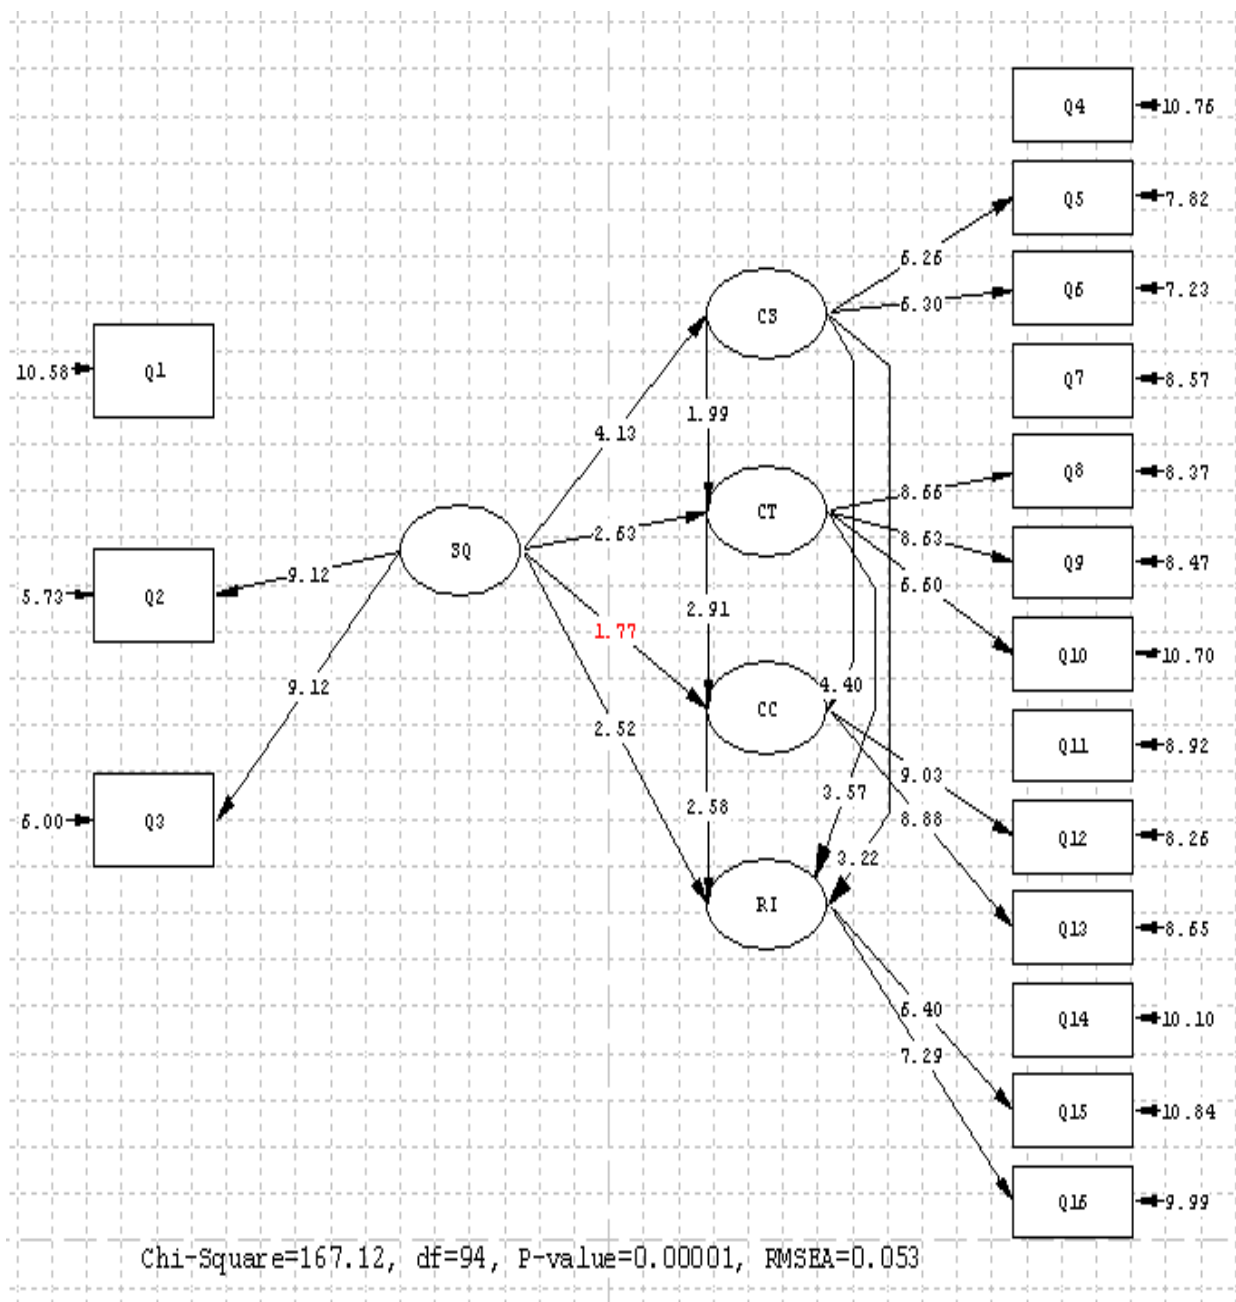 Q4
10.76
Q5
7.82
6.26
Q6
7.23
6.30
CS
10.58
Q1
Q7
8.57
1.99
4.13
Q8
8.37
8.66
CT
2.63
8.63
SQ
Q9
8.47
9.12
6.60
5.73
Q2
2.91
1.77
Q10
10.70
9.12
4.40
CC
2.52
Q11
8.92
9.03
3.57
2.58
6.00
Q3
8.88
Q12
8.26
3.22
RI
Q13
8.65
6.40
Q14
10.10
7.29
Q15
10.84
Q16
9.99
Chi-Square=167.12, df=94, P-value=0.00001, RMSEA=0.053